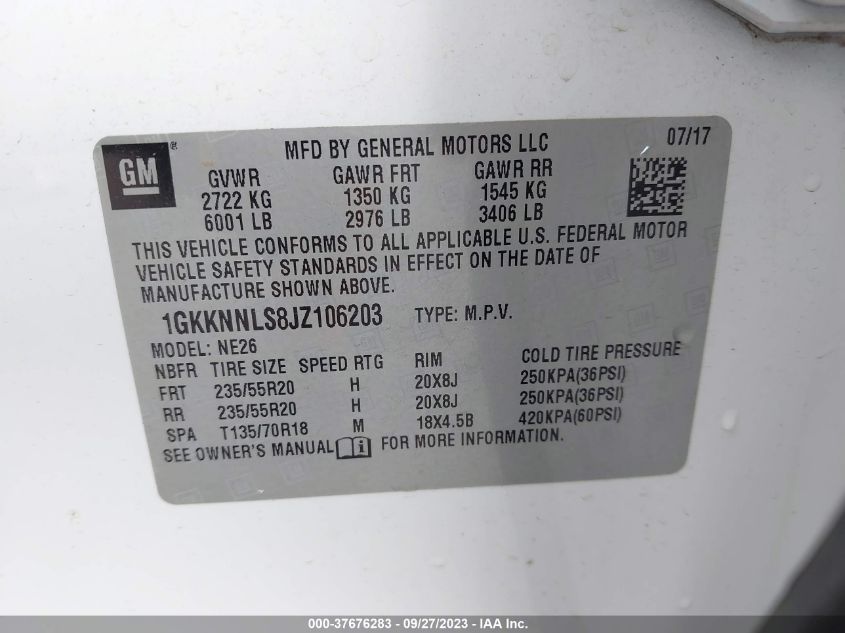 GM®
MFD BY GENERAL MOTORS LLC 07/17
GVWR GAWR FRT GAWR RR
2722 KG 1350 KG 1545 KG
6001 LB 2976 LB 3406 LB
THIS VEHICLE CONFORMS TO ALL APPLICABLE U.S. FEDERAL MOTOR
VEHICLE SAFETY STANDARDS IN EFFECT ON THE DATE OF
MANUFACTURE SHOWN ABOVE.
1GKKNNLS8JZ106203 TYPE: M.P.V.
MODEL: NE26
NBFR TIRE SIZE SPEED RTG RIM COLD TIRE PRESSURE
FRT 235/55R20 H 20X8J 250KPA(36PSI)
RR 235/55R20 H 20X8J 250KPA(36PSI)
SPA T135/70R18 M 18X4.5B 420KPA(60PSI)
SEE OWNER'S MANUAL FOR MORE INFORMATION.
000-37676283 - 09/27/2023 - IAA Inc.